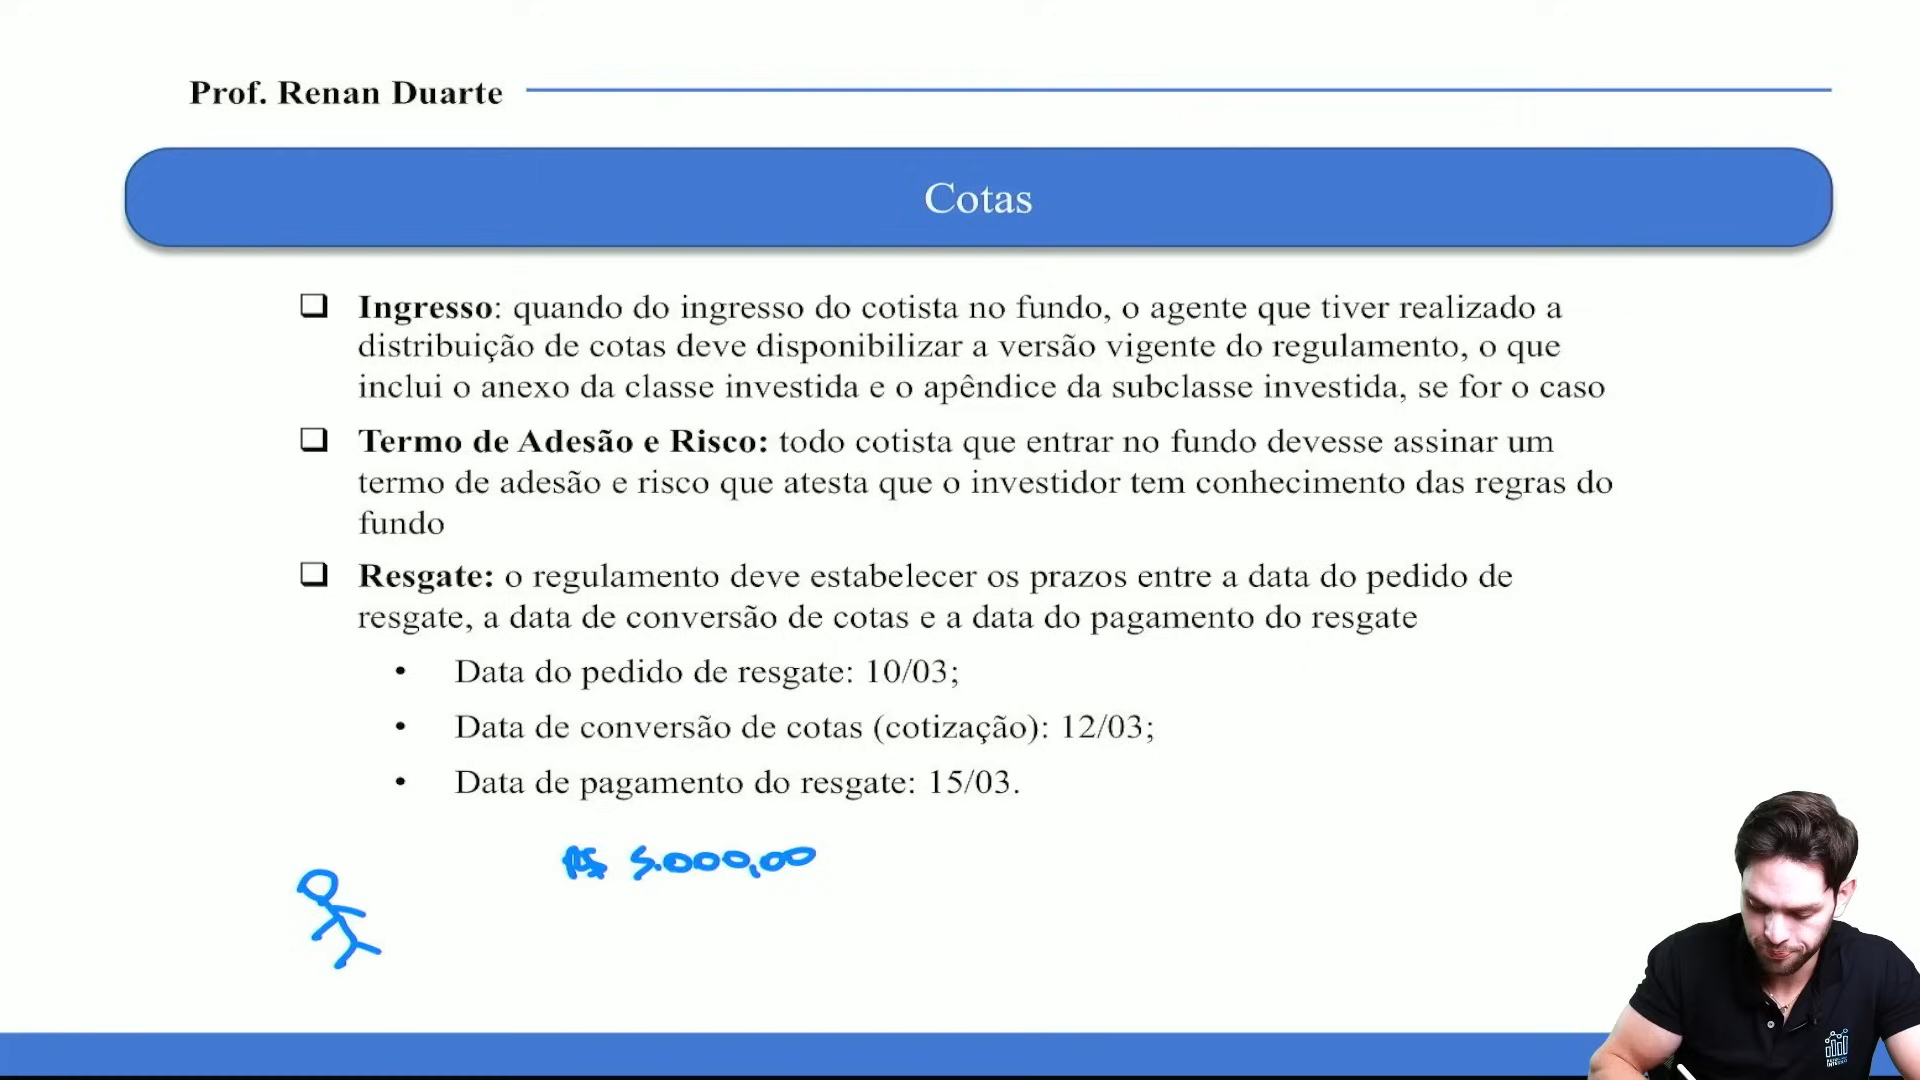 Prof. Renan Duarte
Cotas
❑ Ingresso: quando do ingresso do cotista no fundo, o agente que tiver realizado a
distribuição de cotas deve disponibilizar a versão vigente do regulamento, o que
inclui o anexo da classe investida e o apêndice da subclasse investida, se for o caso
❑ Termo de Adesão e Risco: todo cotista que entrar no fundo devesse assinar um
termo de adesão e risco que atesta que o investidor tem conhecimento das regras do
fundo
❑ Resgate: o regulamento deve estabelecer os prazos entre a data do pedido de
resgate, a data de conversão de cotas e a data do pagamento do resgate
• Data do pedido de resgate: 10/03;
• Data de conversão de cotas (cotização): 12/03;
• Data de pagamento do resgate: 15/03.
R$ 5.000,00